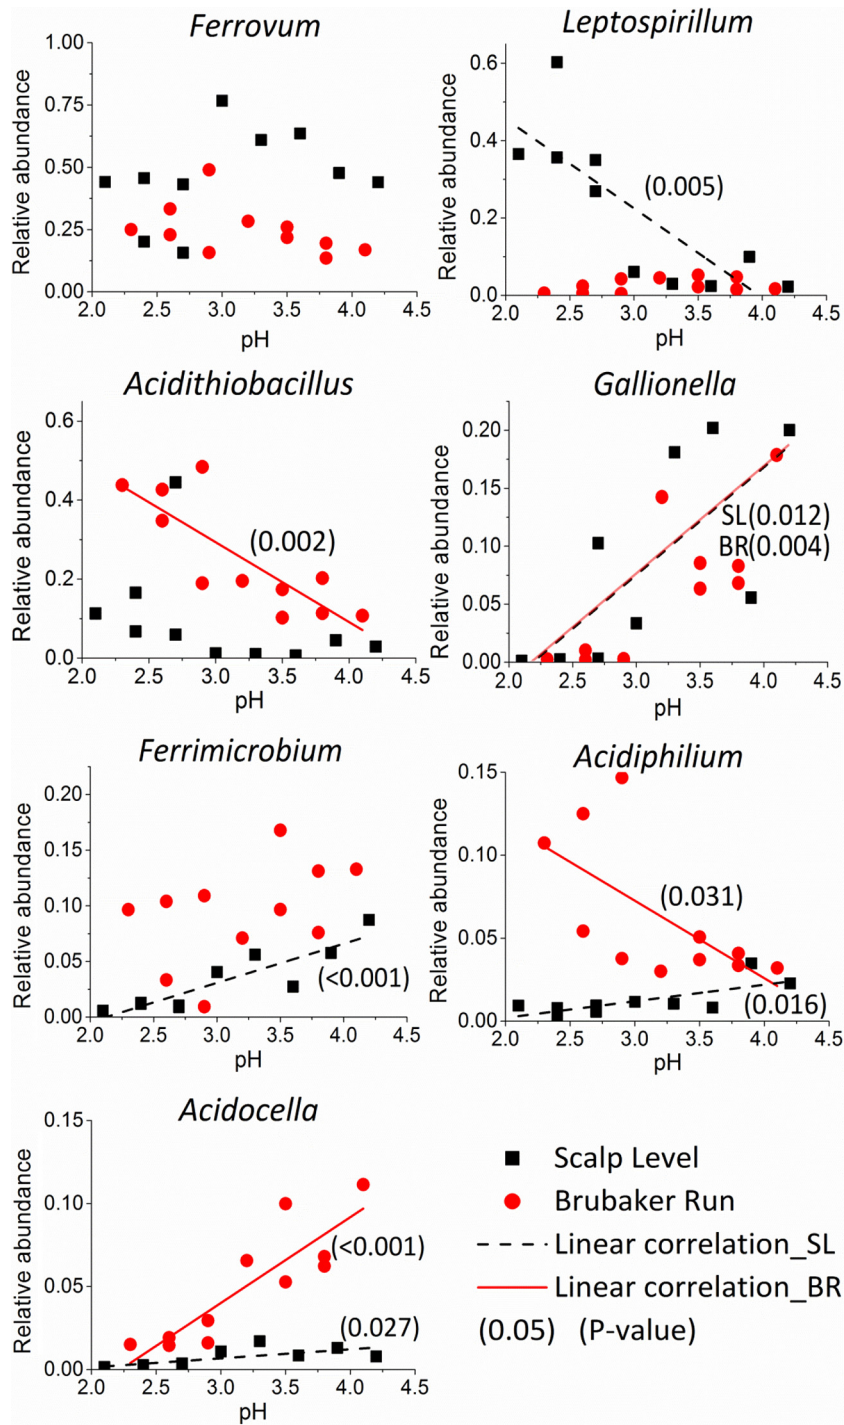 Ferrovum
Relative abundance
1.00
0.75
0.50
0.25
0.00
2.0 2.5 3.0 3.5 4.0 4.5
pH
Leptospirillum
Relative abundance
0.6
0.4
0.2
0.0
(0.005)
2.0 2.5 3.0 3.5 4.0 4.5
pH
Acidithiobacillus
Relative abundance
0.6
0.4
0.2
0.0
(0.002)
2.0 2.5 3.0 3.5 4.0 4.5
pH
Gallionella
Relative abundance
0.20
0.15
0.10
0.05
0.00
SL(0.012)
BR(0.004)
2.0 2.5 3.0 3.5 4.0 4.5
pH
Ferrimicrobium
Relative abundance
0.20
0.15
0.10
0.05
0.00
(<0.001)
2.0 2.5 3.0 3.5 4.0 4.5
pH
Acidiphilium
Relative abundance
0.15
0.10
0.05
0.00
(0.031)
(0.016)
2.0 2.5 3.0 3.5 4.0 4.5
pH
Acidocella
Relative abundance
0.15
0.10
0.05
0.00
(<0.001)
(0.027)
2.0 2.5 3.0 3.5 4.0 4.5
pH
Scalp Level
Brubaker Run
Linear correlation_SL
Linear correlation_BR
(0.05) (P-value)